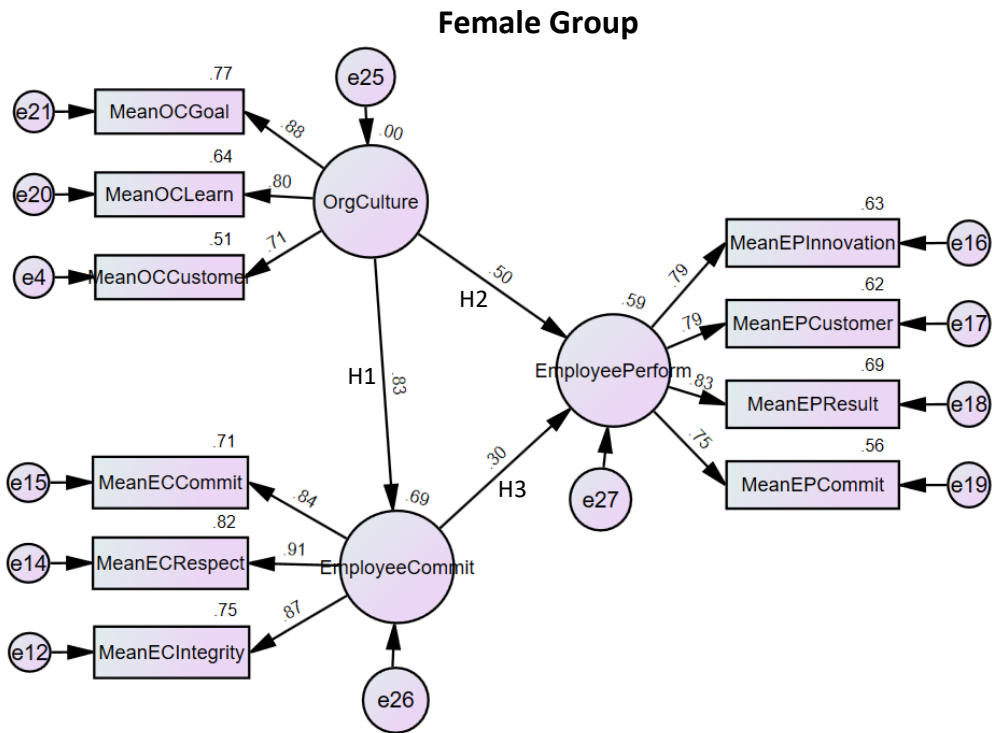 Female Group
e25
.77
e21
MeanOCGoal
.88
.00
.64
e20
MeanOCLearn
.80
OrgCulture
.51
e4
MeanOCCustomer
.71
.63
MeanEPInnovation
e16
.50
H2
.79
.59
.62
MeanEPCustomer
e17
.79
EmployeePerform
H1
.83
.69
MeanEPResult
e18
.83
.71
e15
MeanECCommit
.84
.69
.30
H3
.75
.56
MeanEPCommit
e19
e27
.82
e14
MeanECRespect
.91
EmployeeCommit
.75
e12
MeanECIntegrity
.87
e26